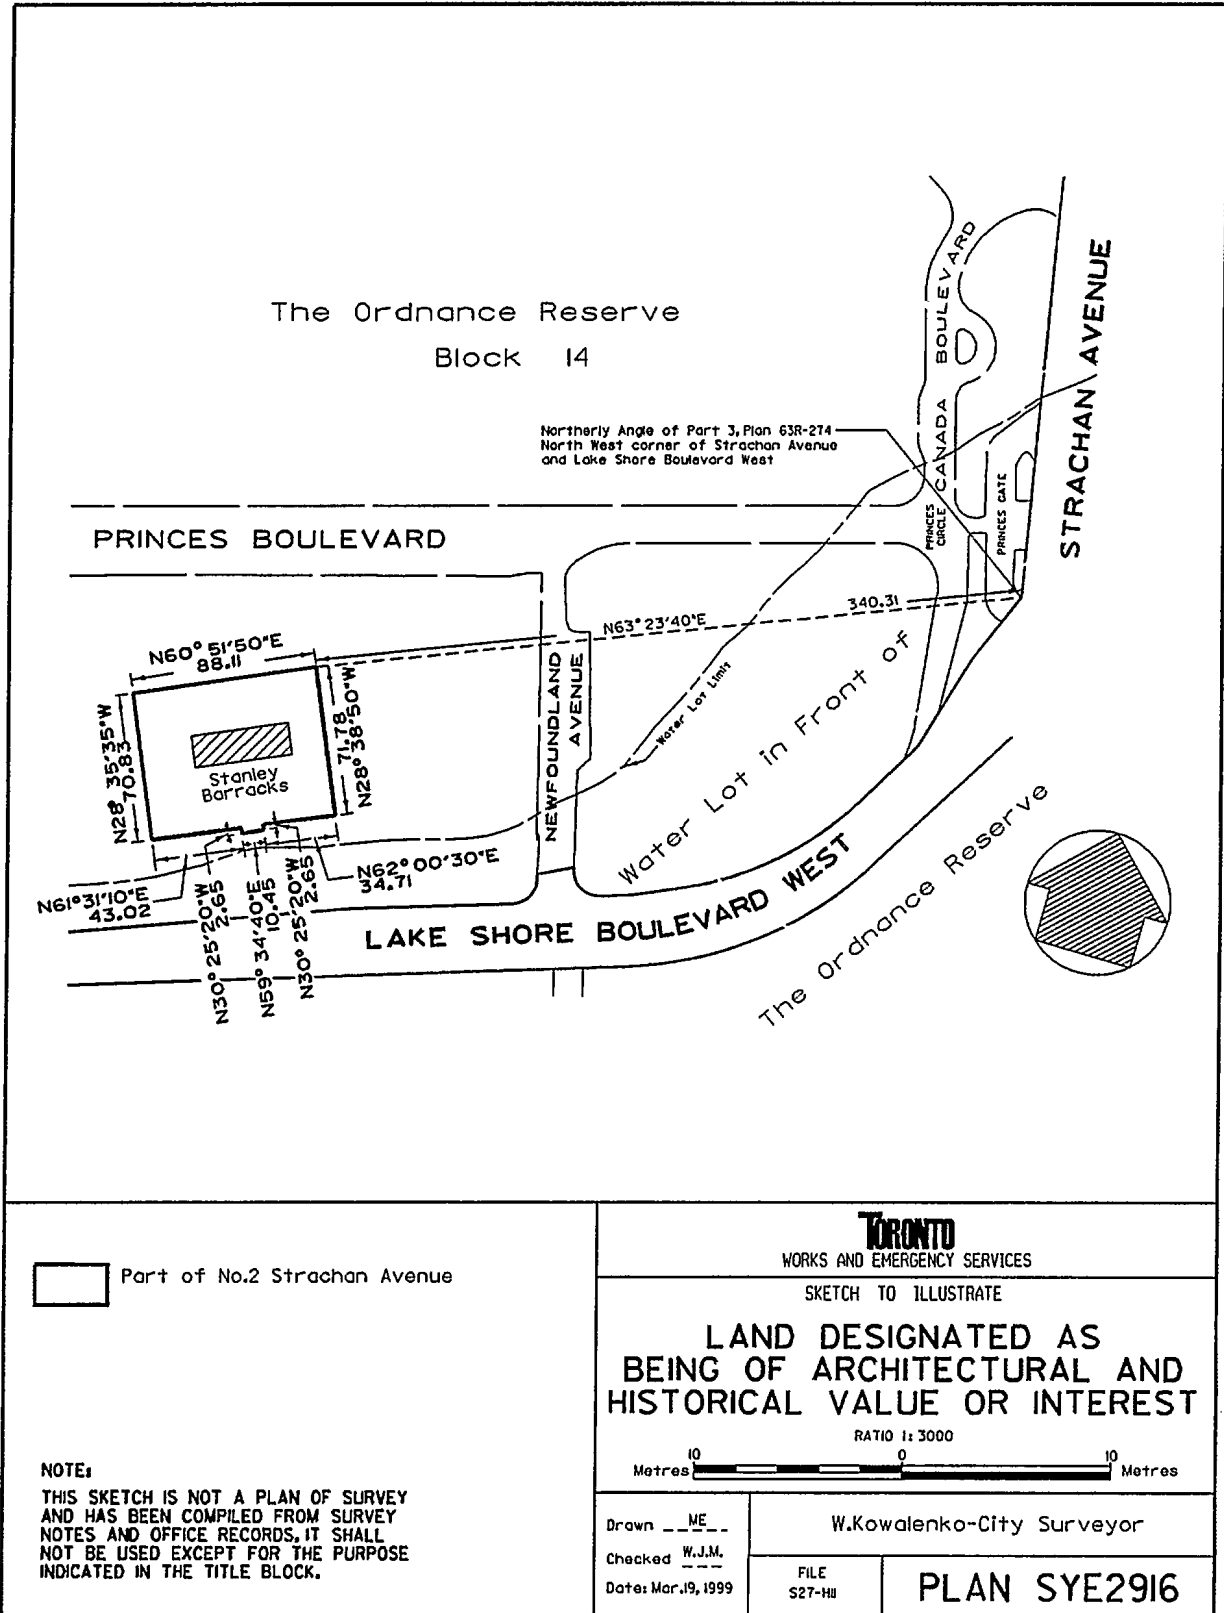 The Ordnance Reserve
Block 14
Northerly Angle of Part 3, Plan 63R-274
North West corner of Strachan Avenue
and Lake Shore Boulevard West
CANADA BOULEVARD
STRACHAN AVENUE
PRINCES BOULEVARD
PRINCES
CIRCLE
PRINCES GATE
340.31
N63°23'40"E
N60°51'50"E
88.11
N28°35'35"W
70.83
71.78
N28°38'50"W
Stanley
Barracks
NEWFOUNDLAND
AVENUE
Water Lot Limit
Water Lot in Front of
The Ordnance Reserve
N61°31'10"E
43.02
N30°25'20"W
2.65
N59°34'40"E
10.45
N30°25'20"W
2.65
N62°00'30"E
34.71
LAKE SHORE BOULEVARD WEST
Part of No.2 Strachan Avenue
NOTE:
THIS SKETCH IS NOT A PLAN OF SURVEY
AND HAS BEEN COMPILED FROM SURVEY
NOTES AND OFFICE RECORDS. IT SHALL
NOT BE USED EXCEPT FOR THE PURPOSE
INDICATED IN THE TITLE BLOCK.
TORONTO
WORKS AND EMERGENCY SERVICES
SKETCH TO ILLUSTRATE
LAND DESIGNATED AS
BEING OF ARCHITECTURAL AND
HISTORICAL VALUE OR INTEREST
RATIO 1: 3000
10 0 10
Metres Metres
Drawn ME
Checked W.J.M.
Date: Mar.19, 1999
W.Kowalenko-City Surveyor
FILE
S27-H11
PLAN SYE2916